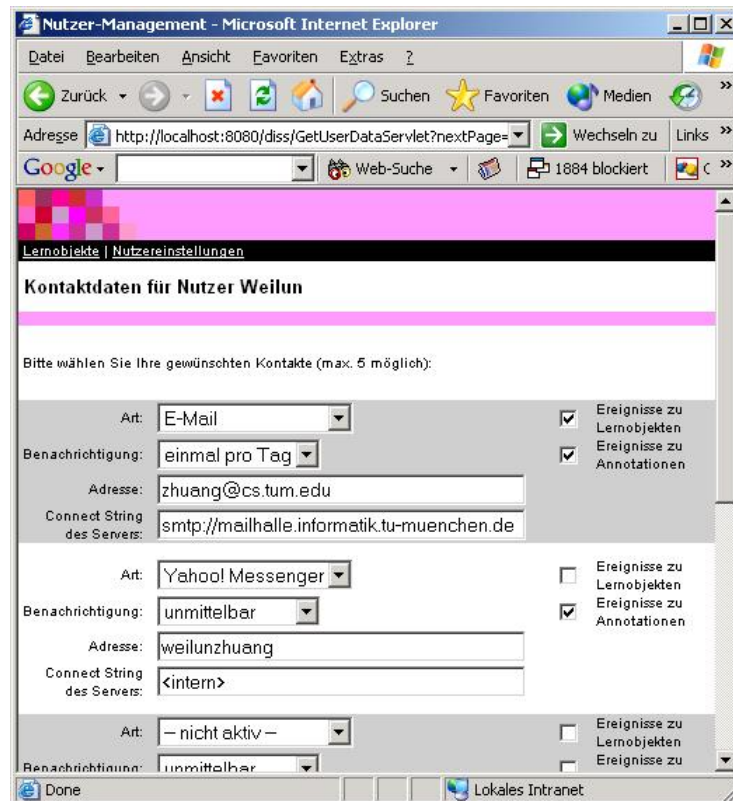 Nutzer-Management - Microsoft Internet Explorer
Datei Bearbeiten Ansicht Favoriten Extras ?
Zurück Suchen Favoriten Medien »
Adresse http://localhost:8080/diss/GetUserDataServlet?nextPage= Wechseln zu Links »
Google Web-Suche 1884 blockiert »
Lernobjekte | Nutzereinstellungen
Kontaktdaten für Nutzer Weilun
Bitte wählen Sie Ihre gewünschten Kontakte (max. 5 möglich):
Art: E-Mail Ereignisse zu Lernobjekten
Benachrichtigung: einmal pro Tag Ereignisse zu Annotationen
Adresse: zhuang@cs.tum.edu
Connect String des Servers: smtp://mailhalle.informatik.tu-muenchen.de
Art: Yahoo! Messenger Ereignisse zu Lernobjekten
Benachrichtigung: unmittelbar Ereignisse zu Annotationen
Adresse: weilunzhuang
Connect String des Servers: <intern>
Art: – nicht aktiv – Ereignisse zu Lernobjekten
Benachrichtigung: unmittelbar Ereignisse zu
Done Lokales Intranet